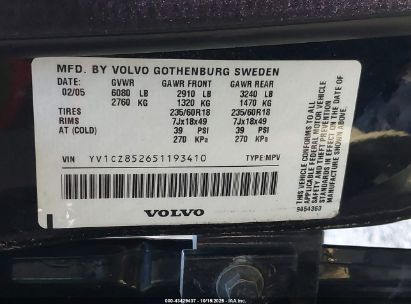 MFD. BY VOLVO GOTHENBURG SWEDEN
DATE: GVWR GAWR FRONT GAWR REAR
02/05 6080 LB 2910 LB 3240 LB
2760 KG 1320 KG 1470 KG
TIRES 235/60R18 235/60R18
RIMS 7Jx18x49 7Jx18x49
AT (COLD) 39 PSI 39 PSI
270 KPa 270 KPa
VIN YV1CZ852651193410 TYPE:MPV
VOLVO
THIS VEHICLE CONFORMS TO ALL
APPLICABLE FEDERAL MOTOR VEHICLE
SAFETY AND THEFT PREVENTION
STANDARDS IN EFFECT ON THE DATE OF
MANUFACTURE SHOWN ABOVE
9454363